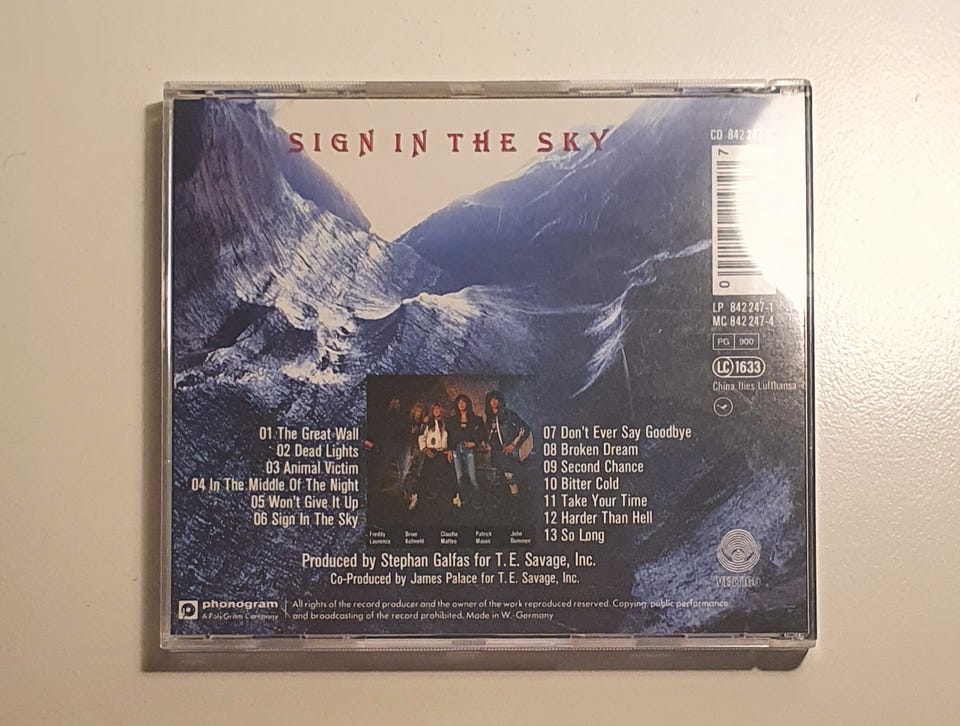 SIGN IN THE SKY
CD 842 247
7
0
LP 842 247-1
MC 842 247-4
PG 900
LC 1633
China flies Lufthansa
01 The Great Wall
02 Dead Lights
03 Animal Victim
04 In The Middle Of The Night
05 Won't Give It Up
06 Sign In The Sky
07 Don't Ever Say Goodbye
08 Broken Dream
09 Second Chance
10 Bitter Cold
11 Take Your Time
12 Harder Than Hell
13 So Long
Freddy Laurence
Brian
Claudio Matteo
Patrick Mason
John
Produced by Stephan Galfas for T.E. Savage, Inc.
Co-Produced by James Palace for T.E. Savage, Inc.
VERTIGO
phonogram
A PolyGram Company
All rights of the record producer and the owner of the work reproduced reserved. Copying, public performance
and broadcasting of the record prohibited. Made in W.-Germany